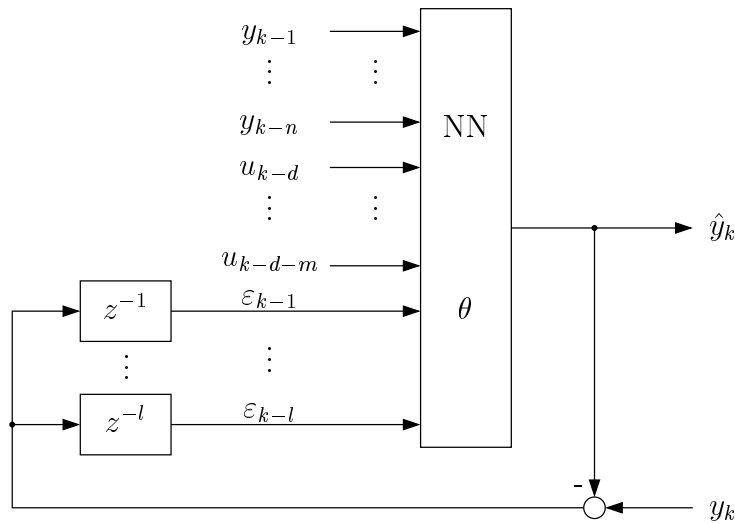 y_{k-1}
⋮ ⋮
y_{k-n}
NN
u_{k-d}
⋮ ⋮
ŷ_k
u_{k-d-m}
z^{-1}
ε_{k-1}
θ
⋮ ⋮
z^{-l}
ε_{k-l}
-
y_k